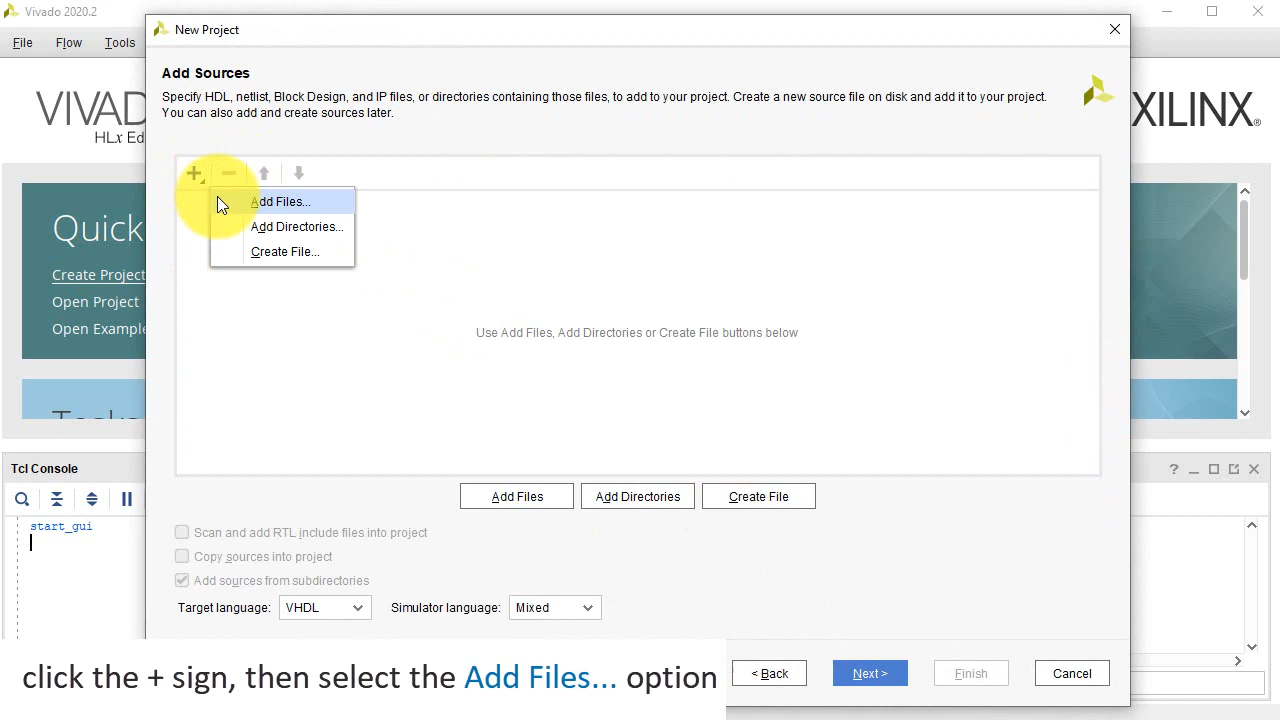 Vivado 2020.2
New Project
File Flow Tools
Add Sources
Specify HDL, netlist, Block Design, and IP files, or directories containing those files, to add to your project. Create a new source file on disk and add it to your project.
You can also add and create sources later.
VIVADO
HLx Ed
XILINX®
Add Files...
Add Directories...
Create File...
Quick
Create Project
Open Project
Open Example
Use Add Files, Add Directories or Create File buttons below
Tasks
Tcl Console
?
Add Files Add Directories Create File
start_gui
Scan and add RTL include files into project
Copy sources into project
Add sources from subdirectories
Target language: VHDL Simulator language: Mixed
< Back Next > Finish Cancel
click the + sign, then select the Add Files... option